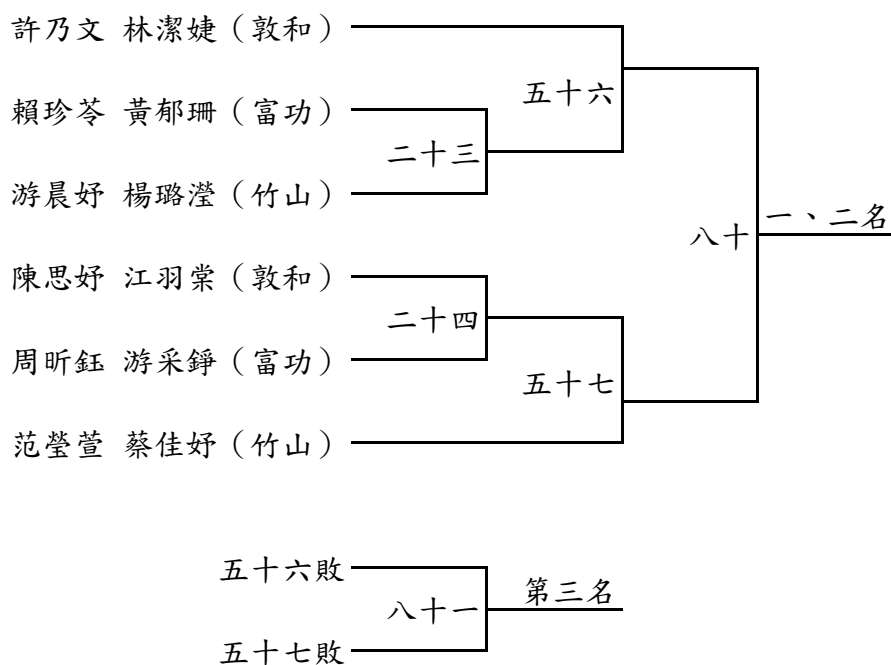 許乃文 林潔婕（敦和）
五十六
賴珍苓 黃郁珊（富功）
二十三
游晨妤 楊璐瀅（竹山）
八十
一、二名
陳思妤 江羽棠（敦和）
二十四
周昕鈺 游采錚（富功）
五十七
范瑩萱 蔡佳妤（竹山）
五十六敗
八十一
第三名
五十七敗